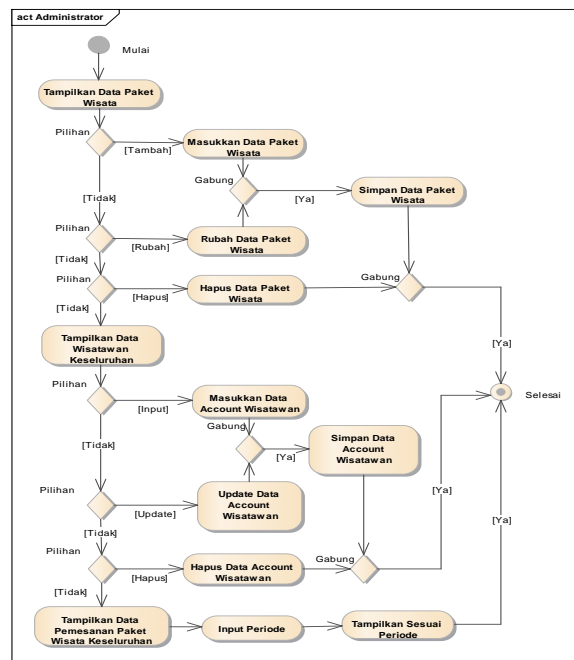 act Administrator
Mulai
Tampilkan Data Paket
Wisata
Pilihan
[Tambah]
Masukkan Data Paket
Wisata
Gabung
[Ya]
Simpan Data Paket
Wisata
[Tidak]
Pilihan
[Rubah]
Rubah Data Paket
Wisata
[Tidak]
Pilihan
[Hapus]
Hapus Data Paket
Wisata
Gabung
[Ya]
[Tidak]
Tampilkan Data
Wisatawan
Keseluruhan
Pilihan
[Input]
Masukkan Data
Account Wisatawan
Gabung
[Ya]
Simpan Data
Account
Wisatawan
Selesai
[Tidak]
Pilihan
[Update]
Update Data
Account
Wisatawan
[Ya]
[Ya]
[Tidak]
Pilihan
[Hapus]
Hapus Data Account
Wisatawan
Gabung
[Tidak]
Tampilkan Data
Pemesanan Paket
Wisata Keseluruhan
Input Periode
Tampilkan Sesuai
Periode